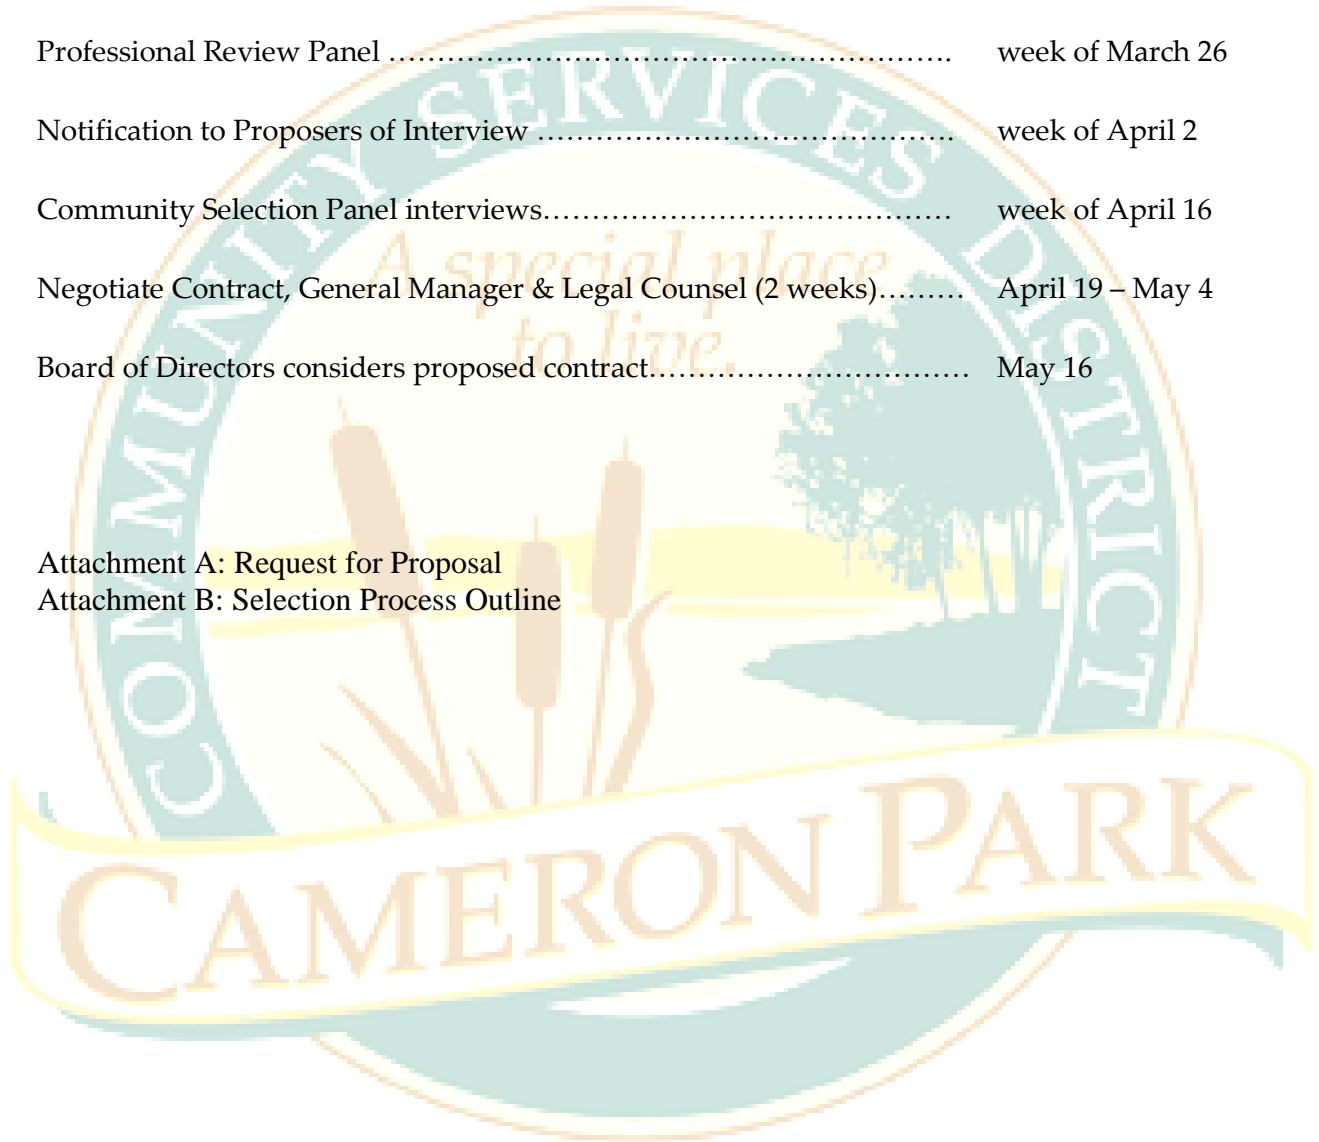 Professional Review Panel …………………………………………………. week of March 26
Notification to Proposers of Interview ……………………………………. week of April 2
Community Selection Panel interviews…………………………………… week of April 16
Negotiate Contract, General Manager & Legal Counsel (2 weeks)……… April 19 – May 4
Board of Directors considers proposed contract…………………………… May 16
Attachment A: Request for Proposal
Attachment B: Selection Process Outline
COMMUNITY SERVICES DISTRICT
A special place
to live.
CAMERON PARK